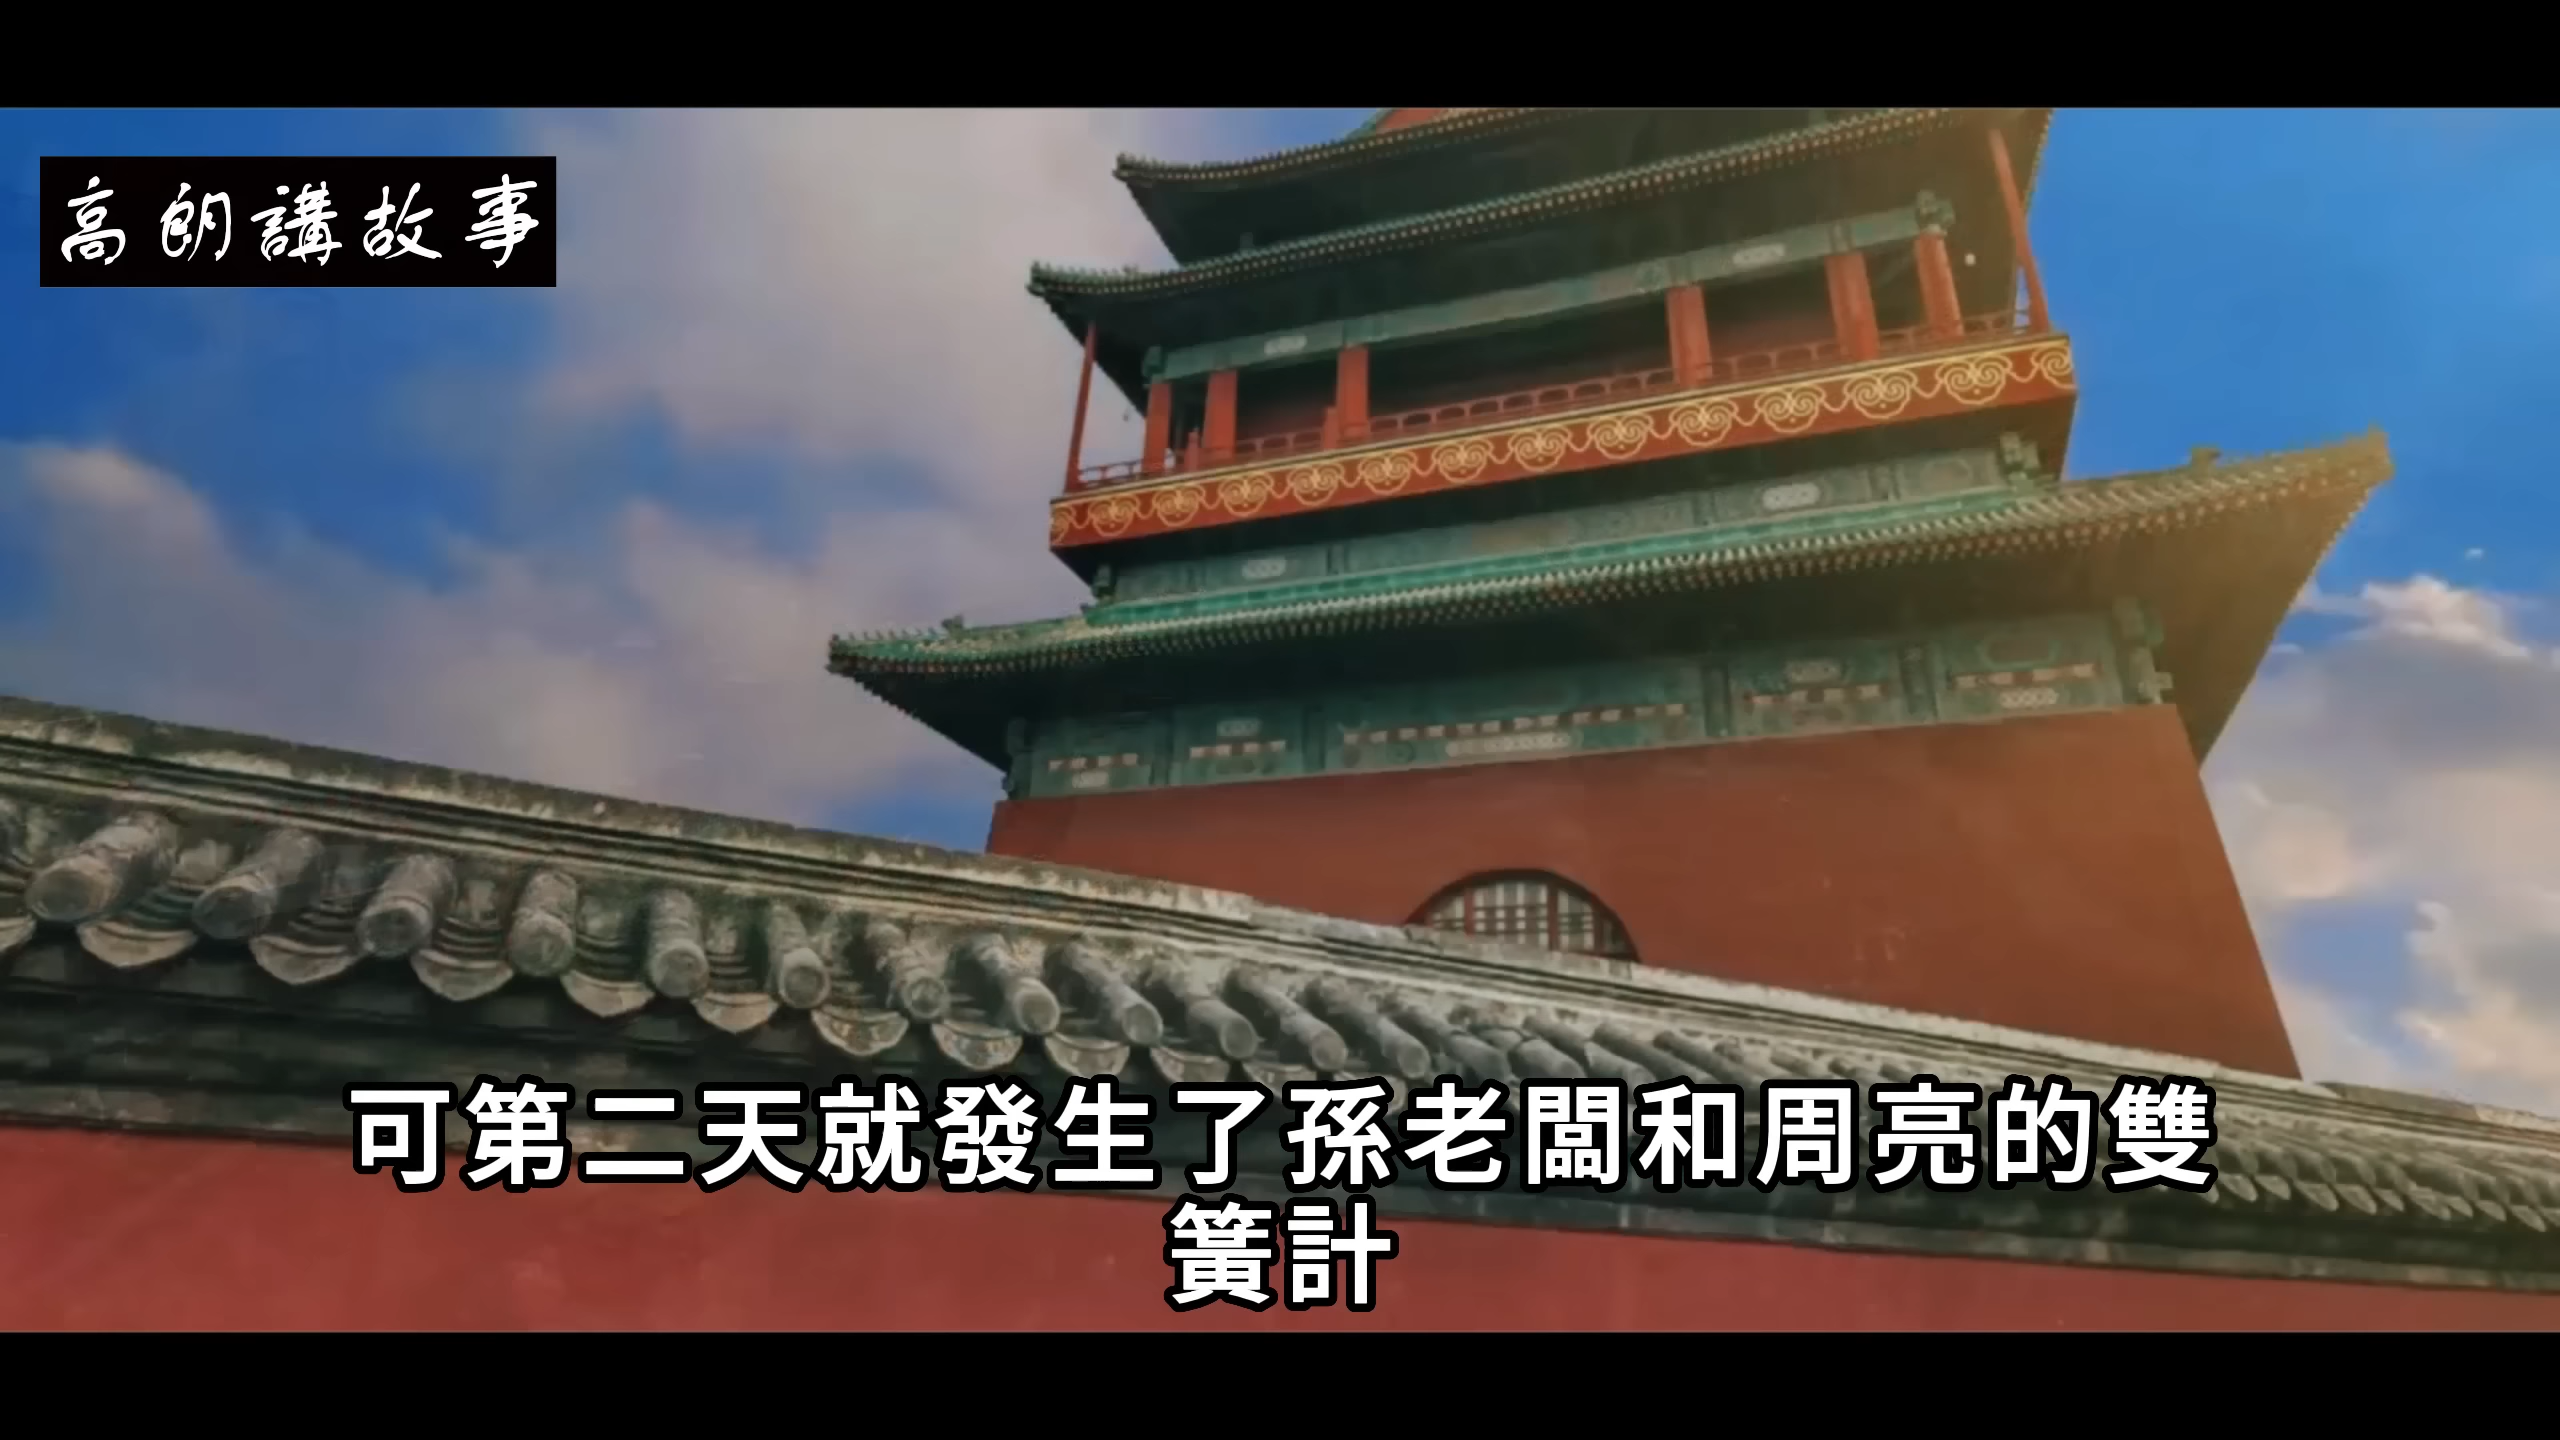 高朗講故事
可第二天就發生了孫老闆和周亮的雙
簧計